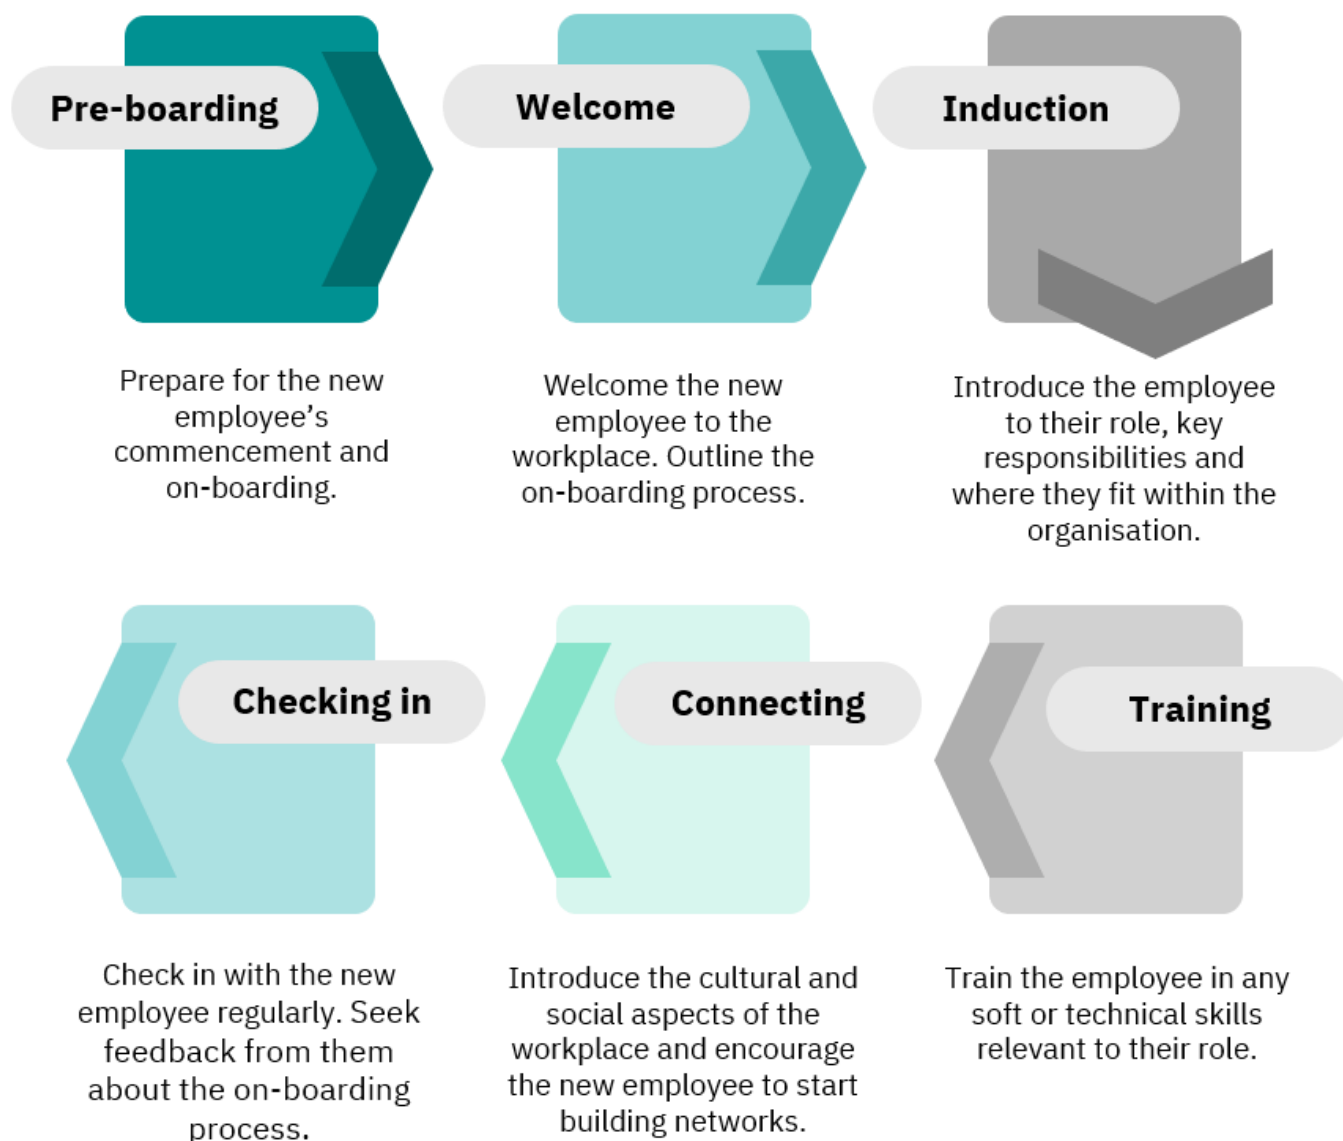 Pre-boarding
Prepare for the new
employee’s
commencement and
on-boarding.
Welcome
Welcome the new
employee to the
workplace. Outline the
on-boarding process.
Induction
Introduce the employee
to their role, key
responsibilities and
where they fit within the
organisation.
Training
Train the employee in any
soft or technical skills
relevant to their role.
Connecting
Introduce the cultural and
social aspects of the
workplace and encourage
the new employee to start
building networks.
Checking in
Check in with the new
employee regularly. Seek
feedback from them
about the on-boarding
process.